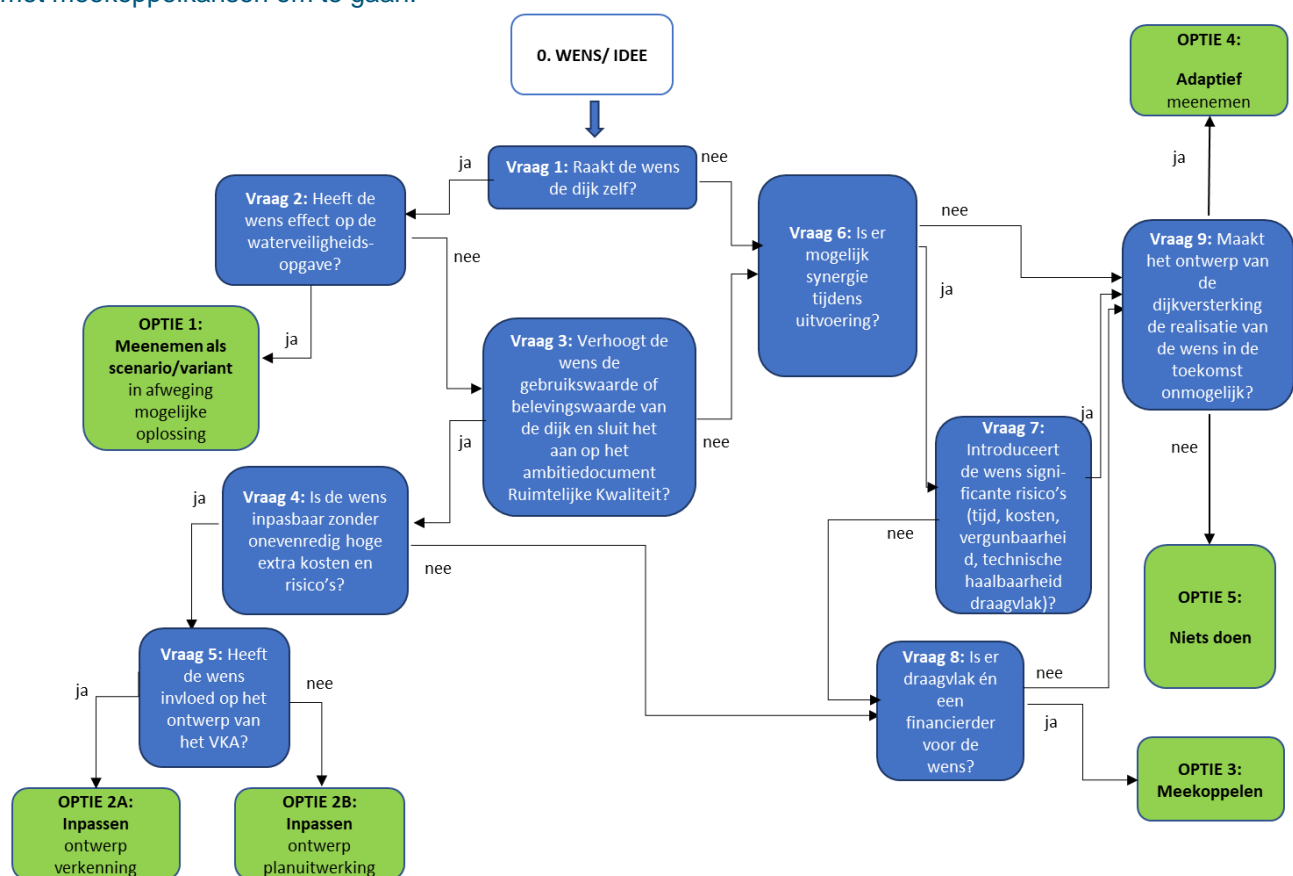 met meekoppelkansen om te gaan.
0. WENS/ IDEE
OPTIE 4:
Adaptief
meenemen
ja
Vraag 1: Raakt de wens
de dijk zelf?
nee
ja
Vraag 2: Heeft de
wens effect op de
waterveiligheids-
opgave?
nee
ja
OPTIE 1:
Meenemen als
scenario/variant
in afweging
mogelijke
oplossing
Vraag 3: Verhoogt de
wens de
gebruikswaarde of
belevingswaarde van
de dijk en sluit het
aan op het
ambitiedocument
Ruimtelijke Kwaliteit?
ja
nee
Vraag 6: Is er
mogelijk
synergie
tijdens
uitvoering?
nee
ja
Vraag 9: Maakt
het ontwerp van
de
dijkversterking
de realisatie van
de wens in de
toekomst
onmogelijk?
nee
Vraag 4: Is de wens
inpasbaar zonder
onevenredig hoge
extra kosten en
risico's?
ja
nee
Vraag 7:
Introduceert
de wens signi-
ficante risico's
(tijd, kosten,
vergunbaarhei
d, technische
haalbaarheid
draagvlak)?
ja
nee
OPTIE 5:
Niets doen
Vraag 5: Heeft
de wens
invloed op het
ontwerp van
het VKA?
ja
nee
Vraag 8: Is er
draagvlak én
een
financierder
voor de
wens?
nee
ja
OPTIE 3:
Meekoppelen
OPTIE 2A:
Inpassen
ontwerp
verkenning
OPTIE 2B:
Inpassen
ontwerp
planuitwerking